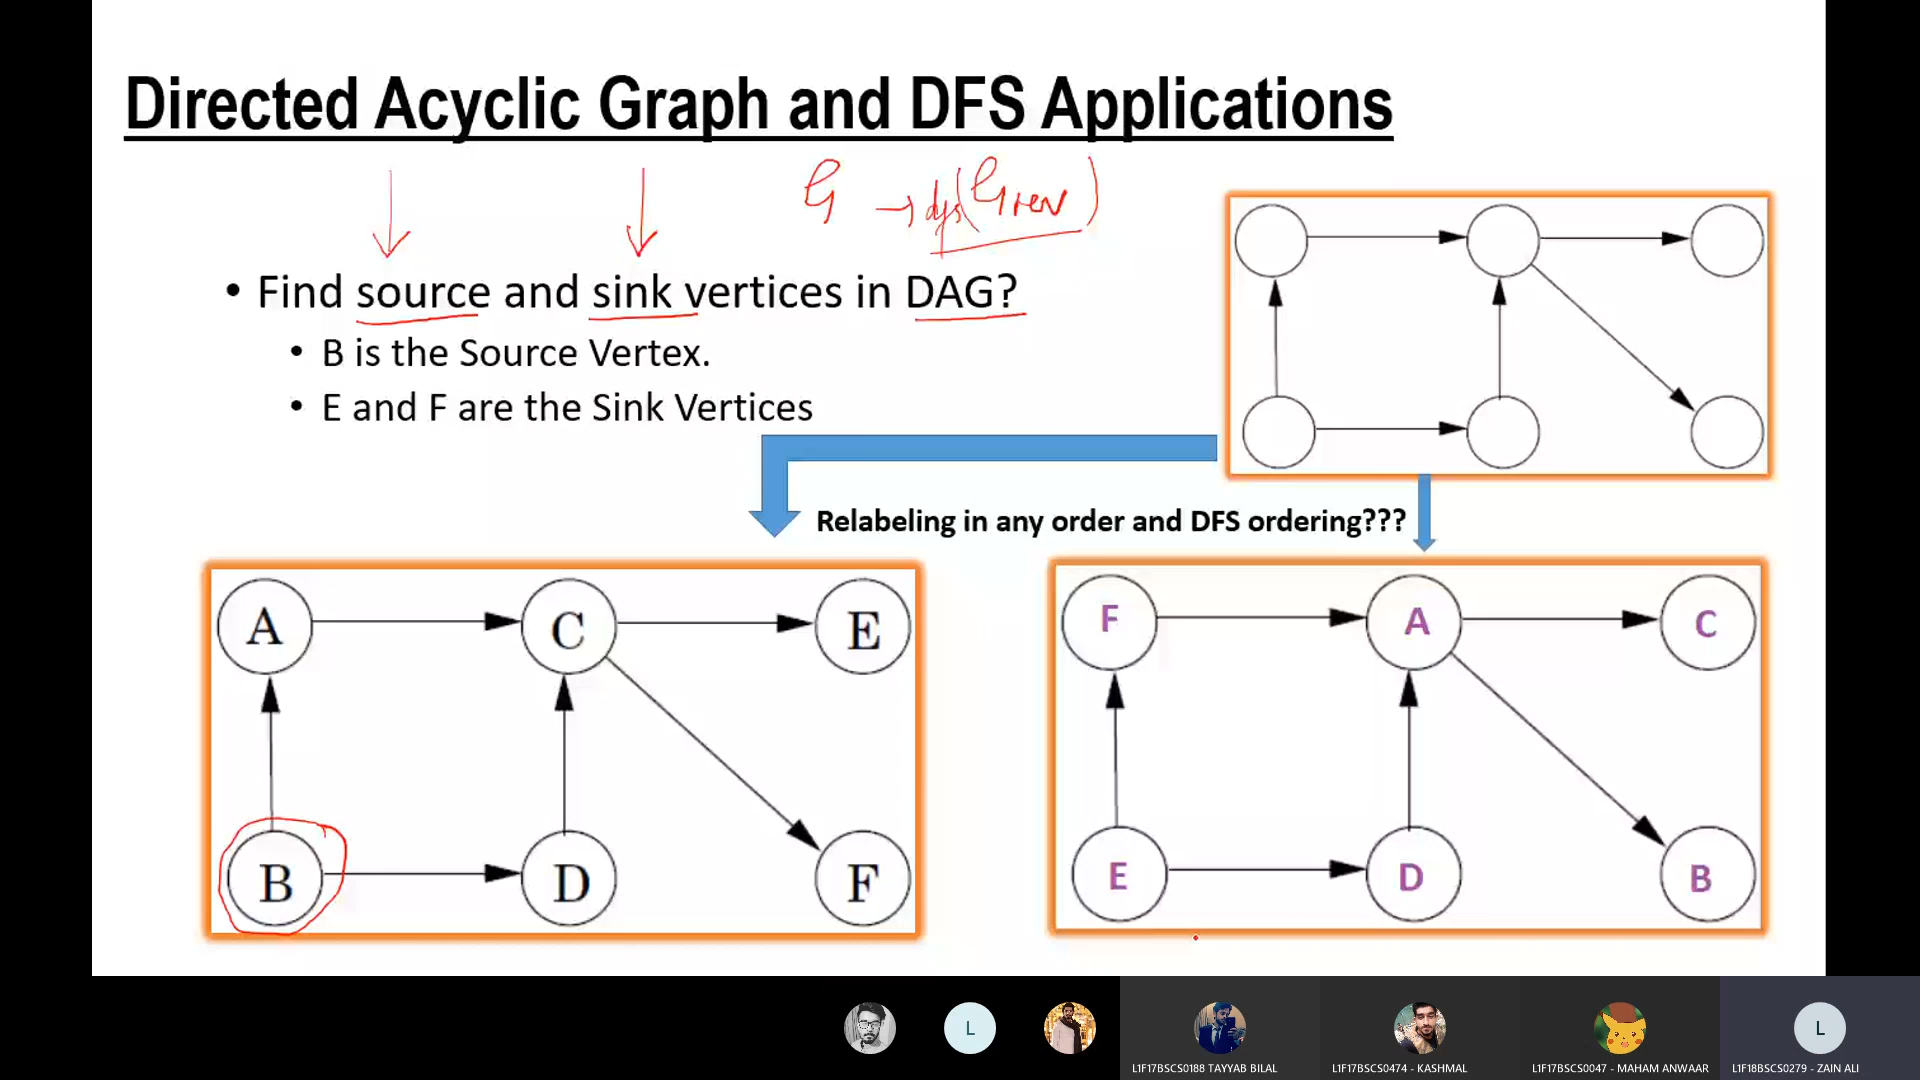 Directed Acyclic Graph and DFS Applications
G → dfs(Grev)
• Find source and sink vertices in DAG?
• B is the Source Vertex.
• E and F are the Sink Vertices
Relabeling in any order and DFS ordering???
A C E
B D F
F A C
E D B
L
L
L1F17BSCS0188 TAYYAB BILAL
L1F17BSCS0474 - KASHMAL
L1F17BSCS0047 - MAHAM ANWAAR
L1F18BSCS0279 - ZAIN ALI